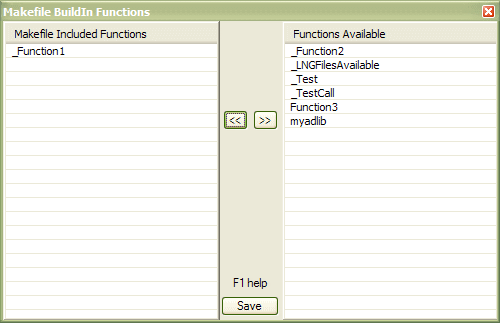 Makefile BuildIn Functions
Makefile Included Functions
_Function1
<<
>>
F1 help
Save
Functions Available
_Function2
_LNGFilesAvailable
_Test
_TestCall
Function3
myadlib